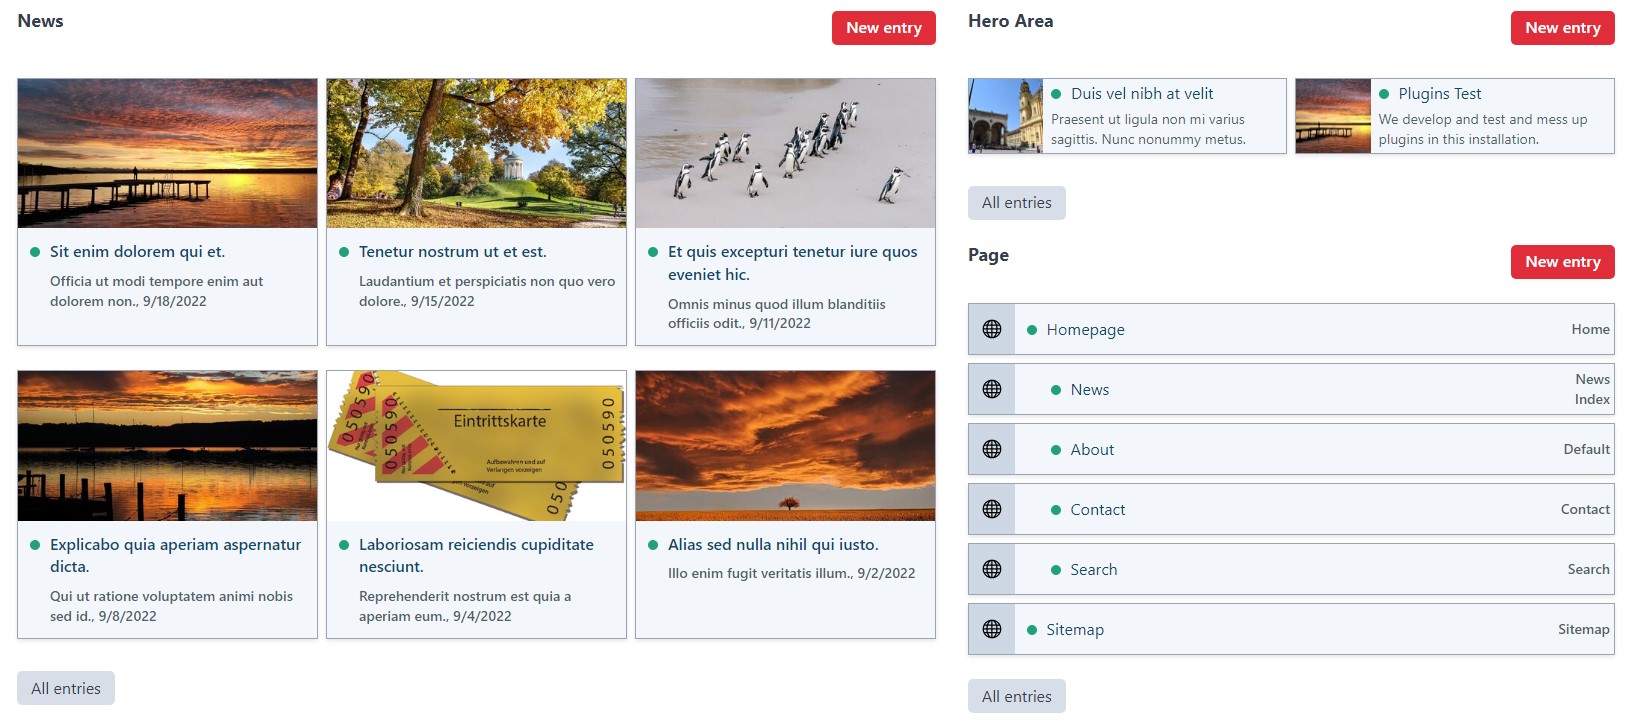 News
New entry
Sit enim dolorem qui et.
Officia ut modi tempore enim aut
dolorem non., 9/18/2022
Tenetur nostrum ut et est.
Laudantium et perspiciatis non quo vero
dolore., 9/15/2022
Et quis excepturi tenetur iure quos
eveniet hic.
Omnis minus quod illum blanditiis
officiis odit., 9/11/2022
Explicabo quia aperiam aspernatur
dicta.
Qui ut ratione voluptatem animi nobis
sed id., 9/8/2022
050590
050590
Eintrittskarte
Aufbewahren und auf
Verlangen vorzeigen
050590
050
Laboriosam reiciendis cupiditate
nesciunt.
Reprehenderit nostrum est quia a
aperiam eum., 9/4/2022
Alias sed nulla nihil qui iusto.
Illo enim fugit veritatis illum., 9/2/2022
All entries
Hero Area
New entry
Duis vel nibh at velit
Praesent ut ligula non mi varius
sagittis. Nunc nonummy metus.
Plugins Test
We develop and test and mess up
plugins in this installation.
All entries
Page
New entry
Homepage
Home
News
News
Index
About
Default
Contact
Contact
Search
Search
Sitemap
Sitemap
All entries